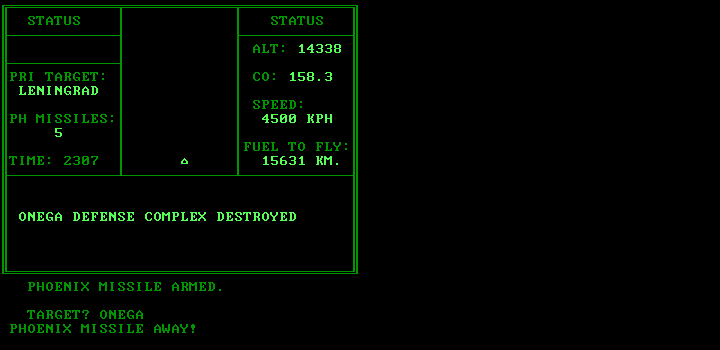 STATUS
PRI TARGET:
LENINGRAD
PH MISSILES:
5
TIME: 2307
STATUS
ALT: 14338
CO: 158.3
SPEED:
4500 KPH
FUEL TO FLY:
15631 KM.
ONEGA DEFENSE COMPLEX DESTROYED
PHOENIX MISSILE ARMED.
TARGET? ONEGA
PHOENIX MISSILE AWAY!